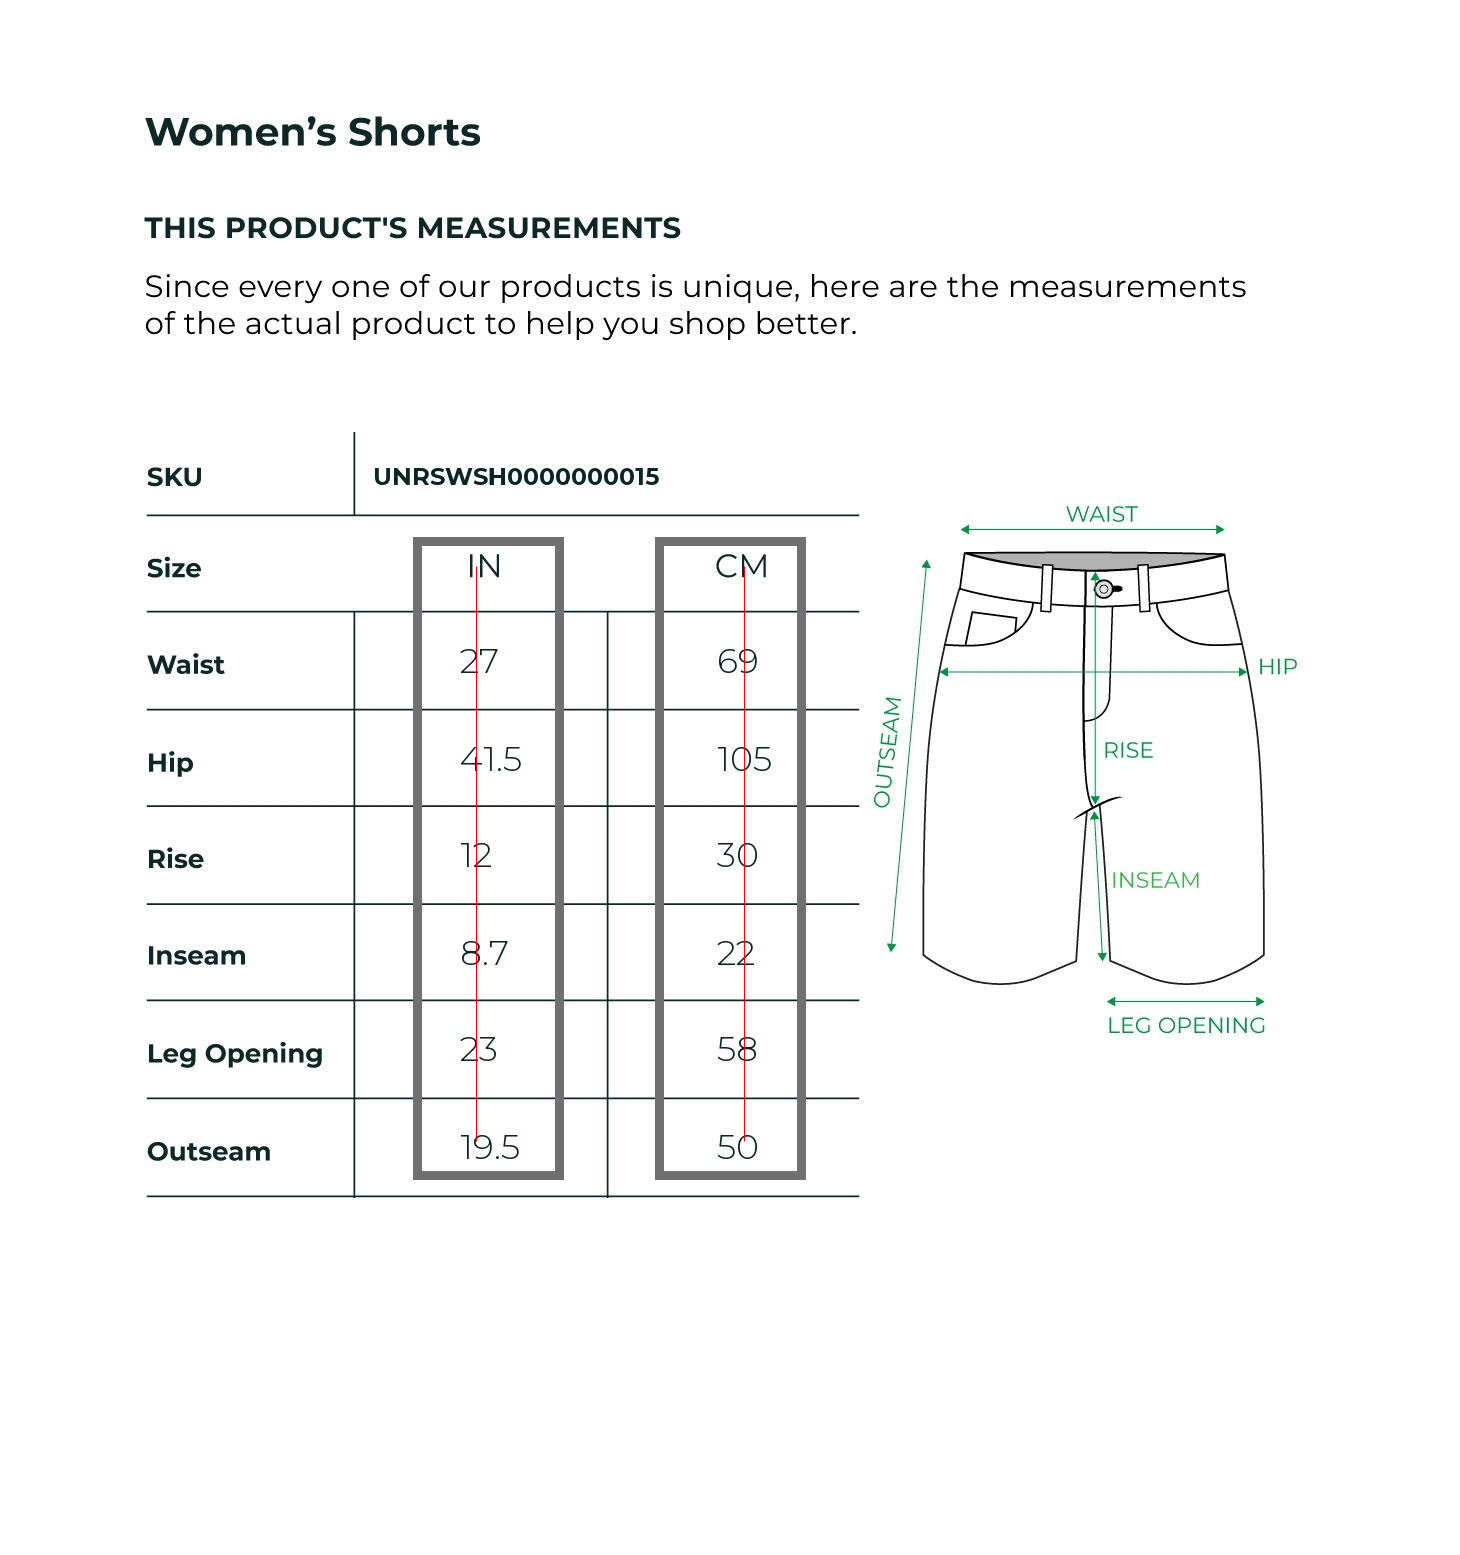 Women’s Shorts
THIS PRODUCT'S MEASUREMENTS
Since every one of our products is unique, here are the measurements
of the actual product to help you shop better.
SKU UNRSWSH0000000015
Size IN CM
Waist 27 69
Hip 41.5 105
Rise 12 30
Inseam 8.7 22
Leg Opening 23 58
Outseam 19.5 50
WAIST
HIP
OUTSEAM
RISE
INSEAM
LEG OPENING